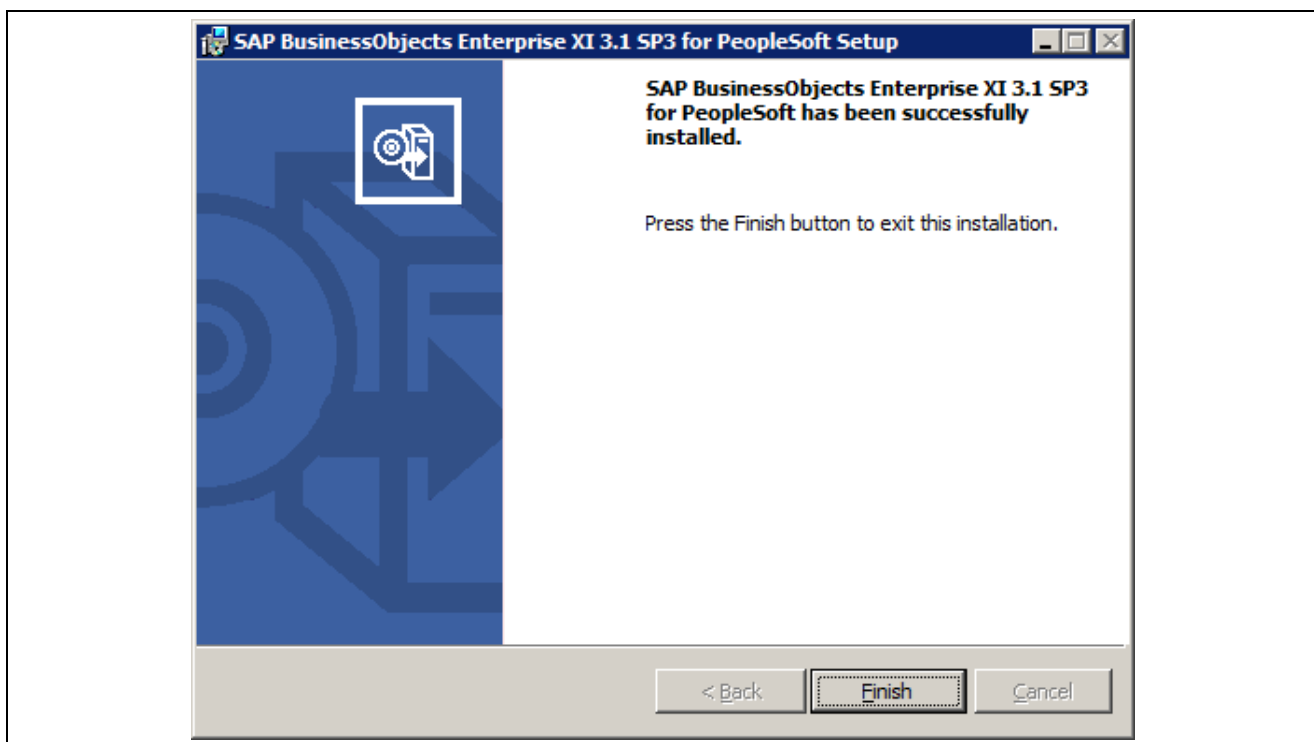 SAP BusinessObjects Enterprise XI 3.1 SP3 for PeopleSoft Setup
SAP BusinessObjects Enterprise XI 3.1 SP3
for PeopleSoft has been successfully
installed.
Press the Finish button to exit this installation.
< Back
Finish
Cancel